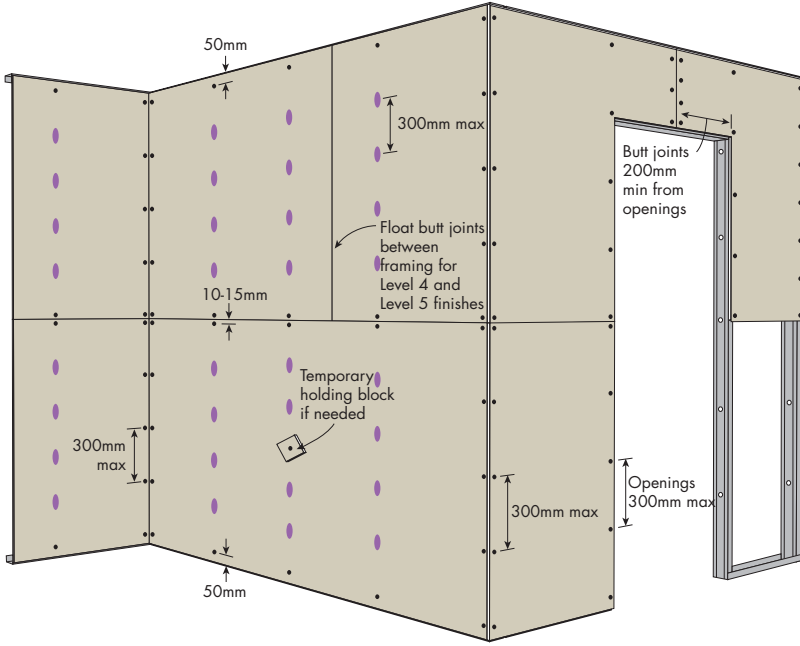 50mm
300mm max
Butt joints
200mm
min from
openings
Float butt joints
between
framing for
Level 4 and
Level 5 finishes
10-15mm
Temporary
holding block
if needed
300mm
max
300mm max
Openings
300mm max
50mm